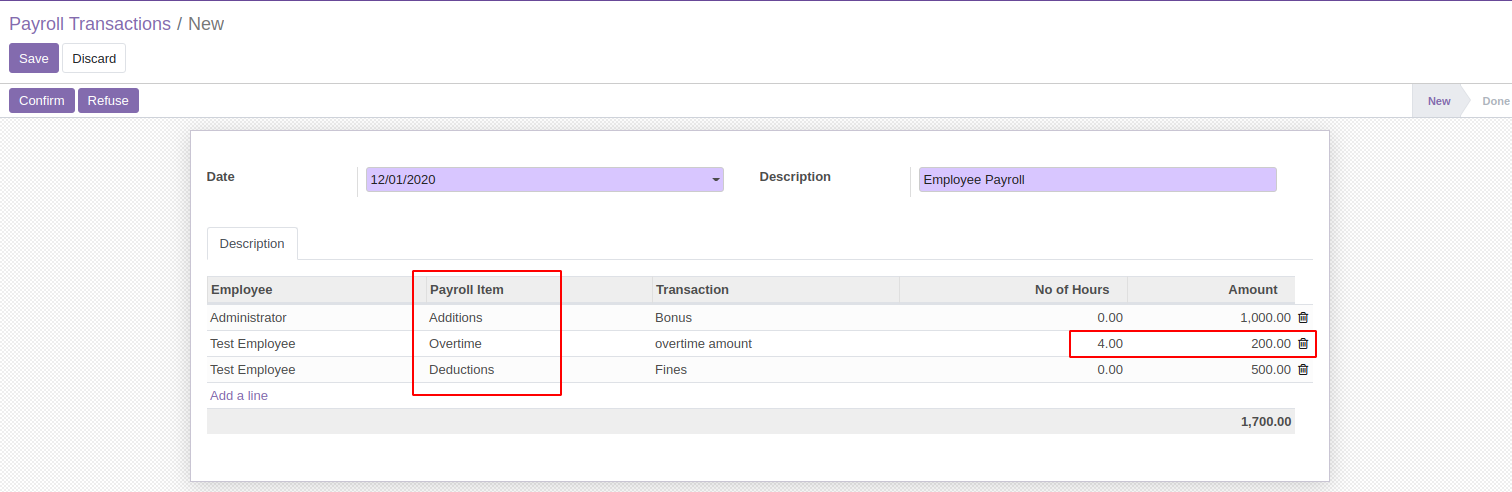 Payroll Transactions / New
Save Discard
Confirm Refuse New Done
Date 12/01/2020 Description Employee Payroll
Description
Employee Payroll Item Transaction No of Hours Amount
Administrator Additions Bonus 0.00 1,000.00
Test Employee Overtime overtime amount 4.00 200.00
Test Employee Deductions Fines 0.00 500.00
Add a line
1,700.00